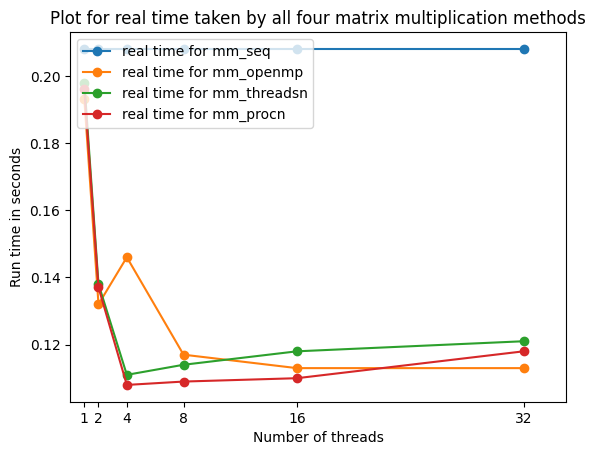 Plot for real time taken by all four matrix multiplication methods
real time for mm_seq
real time for mm_openmp
real time for mm_threadsn
real time for mm_procn
Run time in seconds
0.20
0.18
0.16
0.14
0.12
1 2 4 8 16 32
Number of threads